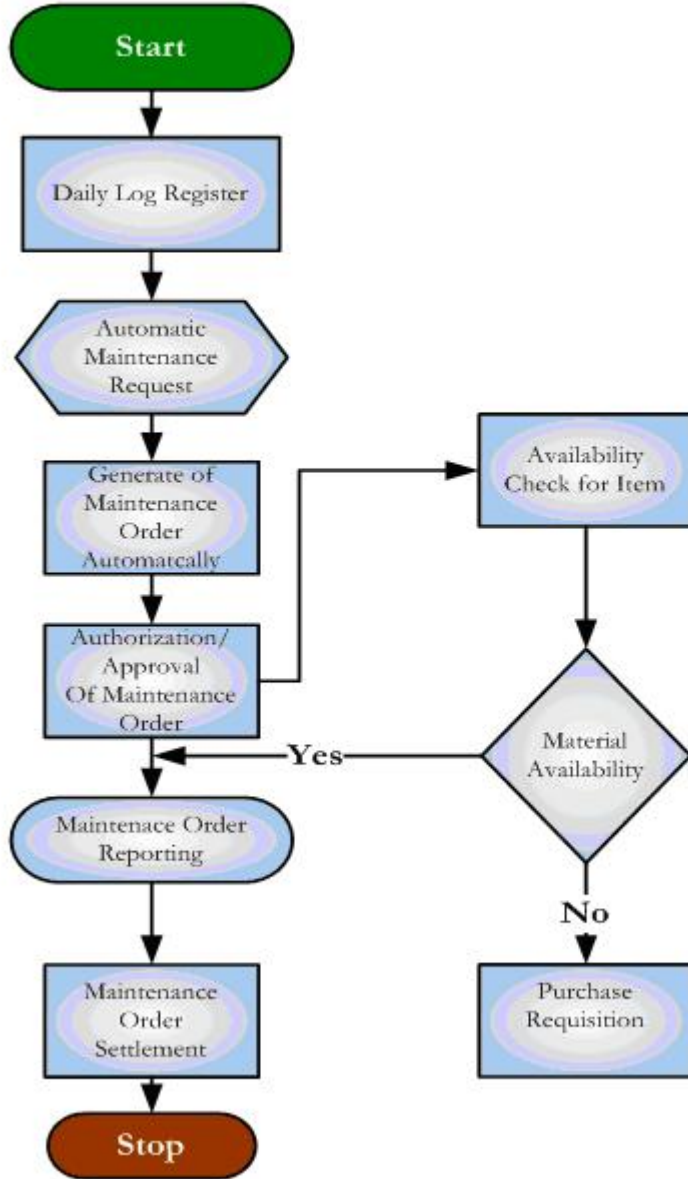 Start
Daily Log Register
Automatic
Maintenance
Request
Generate of
Maintenance
Order
Automatcally
Authorization/
Approval
Of Maintenance
Order
Availability
Check for Item
Material
Availability
Yes
No
Maintenace Order
Reporting
Maintenance
Order
Settlement
Purchase
Requisition
Stop